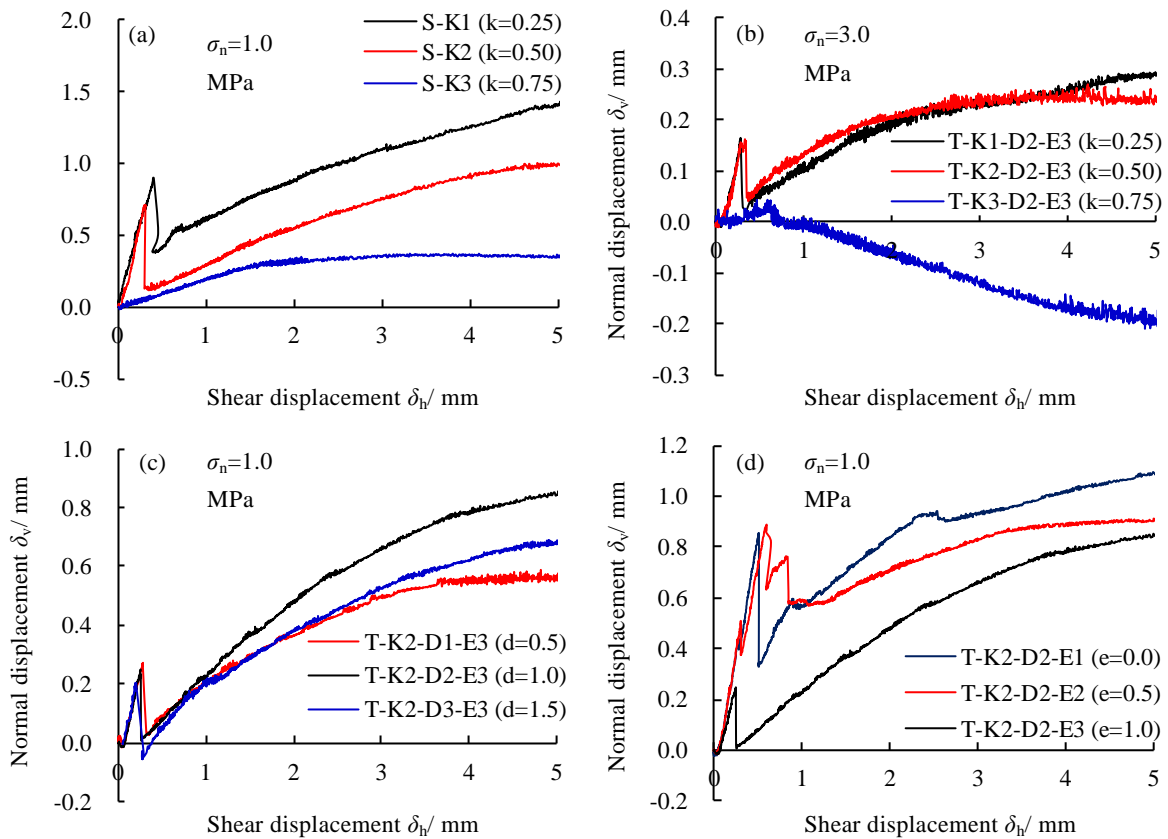 (a)
σn=1.0
MPa
S-K1 (k=0.25)
S-K2 (k=0.50)
S-K3 (k=0.75)
2.0
1.5
1.0
0.5
0.0
-0.5
0 1 2 3 4 5
Normal displacement δv/ mm
Shear displacement δh/ mm
(b)
σn=3.0
MPa
T-K1-D2-E3 (k=0.25)
T-K2-D2-E3 (k=0.50)
T-K3-D2-E3 (k=0.75)
0.4
0.3
0.2
0.1
0.0
-0.1
-0.2
-0.3
0 1 2 3 4 5
Normal displacement δv/ mm
Shear displacement δh/ mm
(c)
σn=1.0
MPa
T-K2-D1-E3 (d=0.5)
T-K2-D2-E3 (d=1.0)
T-K2-D3-E3 (d=1.5)
1.0
0.8
0.6
0.4
0.2
0.0
-0.2
0 1 2 3 4 5
Normal displacement δv/ mm
Shear displacement δh/ mm
(d)
σn=1.0
MPa
T-K2-D2-E1 (e=0.0)
T-K2-D2-E2 (e=0.5)
T-K2-D2-E3 (e=1.0)
1.2
1.0
0.8
0.6
0.4
0.2
0.0
-0.2
0 1 2 3 4 5
Normal displacement δv/ mm
Shear displacement δh/ mm